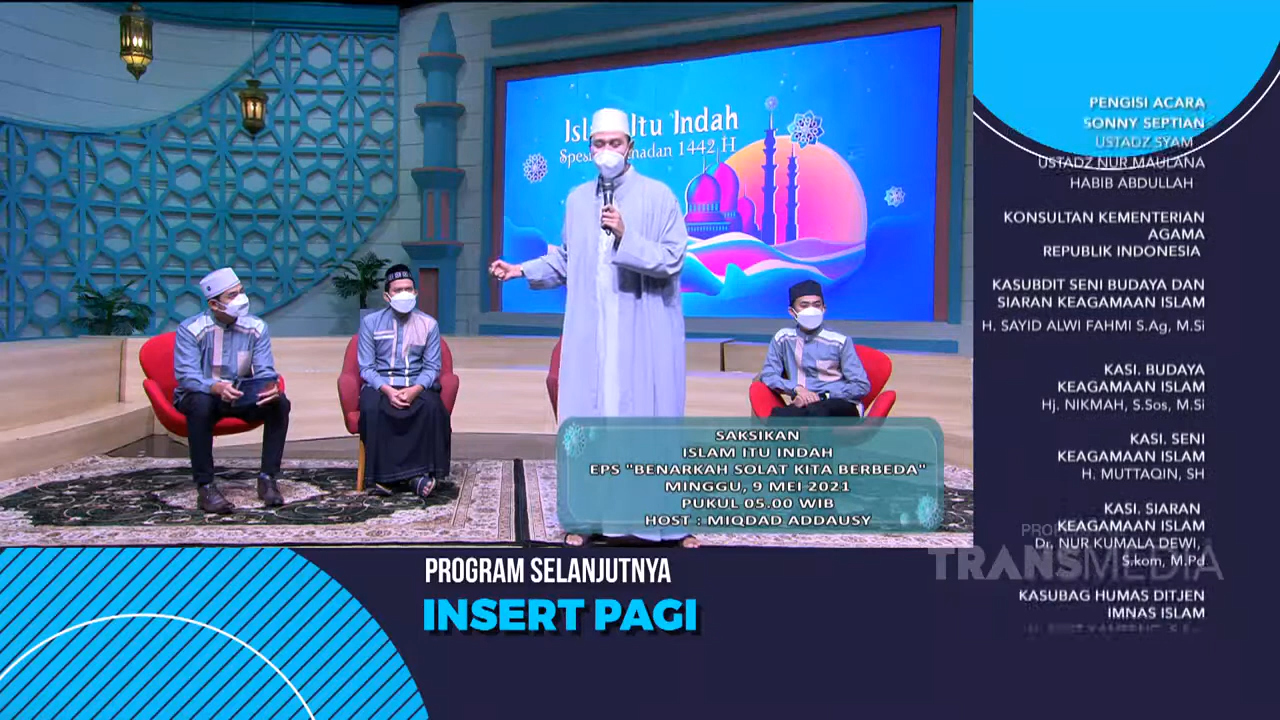 Islam Itu Indah
Spesial Ramadan 1442 H
SAKSIKAN
ISLAM ITU INDAH
EPS "BENARKAH SOLAT KITA BERBEDA"
MINGGU, 9 MEI 2021
PUKUL 05.00 WIB
HOST : MIQDAD ADDAUSY
PROGRAM SELANJUTNYA
INSERT PAGI
PENGISI ACARA
SONNY SEPTIAN
USTADZ SYAM
USTADZ NUR MAULANA
HABIB ABDULLAH
KONSULTAN KEMENTERIAN
AGAMA
REPUBLIK INDONESIA
KASUBDIT SENI BUDAYA DAN
SIARAN KEAGAMAAN ISLAM
H. SAYID ALWI FAHMI S.Ag, M.Si
KASI. BUDAYA
KEAGAMAAN ISLAM
Hj. NIKMAH, S.Sos, M.Si
KASI. SENI
KEAGAMAAN ISLAM
H. MUTTAQIN, SH
KASI. SIARAN
KEAGAMAAN ISLAM
Dr. NUR KUMALA DEWI,
S.kom, M.Pd
TRANSMEDIA
KASUBAG HUMAS DITJEN
IMNAS ISLAM